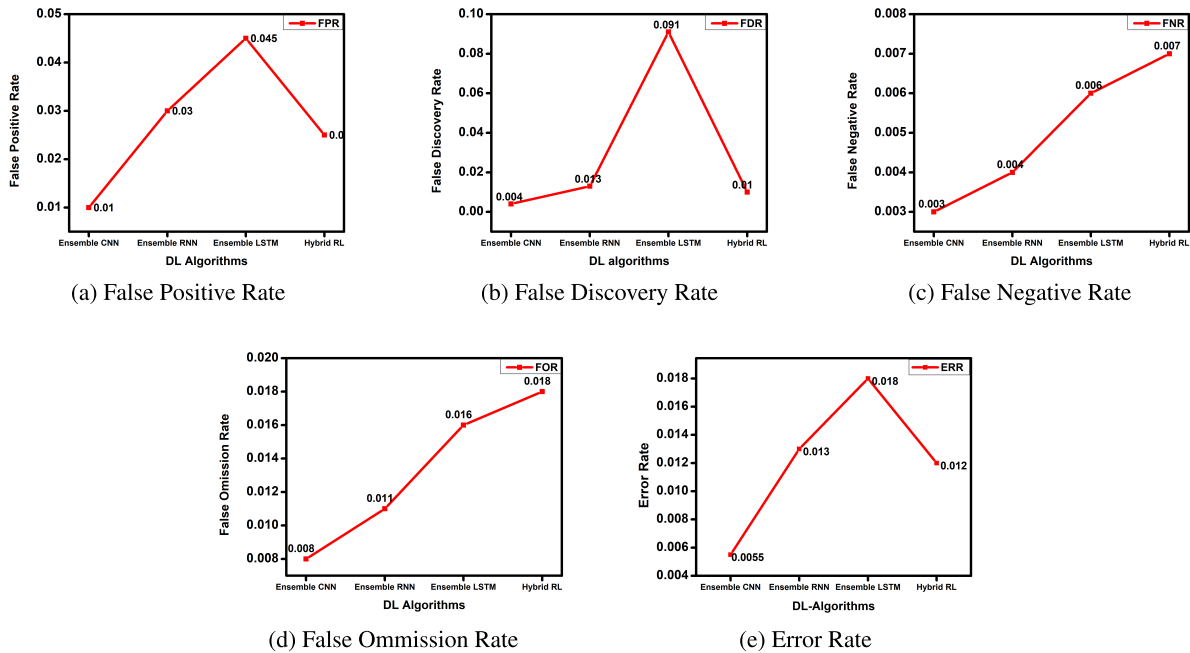 FPR
0.05
0.04
0.03
0.02
0.01
False Positive Rate
0.01
0.03
0.045
0.0
Ensemble CNN Ensemble RNN Ensemble LSTM Hybrid RL
DL Algorithms
(a) False Positive Rate
FDR
0.10
0.08
0.06
0.04
0.02
0.00
False Discovery Rate
0.004
0.013
0.091
0.01
Ensemble CNN Ensemble RNN Ensemble LSTM Hybrid RL
DL algorithms
(b) False Discovery Rate
FNR
0.008
0.007
0.006
0.005
0.004
0.003
False Negative Rate
0.003
0.004
0.006
0.007
Ensemble CNN Ensemble RNN Ensemble LSTM Hybrid RL
DL Algorithms
(c) False Negative Rate
FOR
0.020
0.018
0.016
0.014
0.012
0.010
0.008
False Omission Rate
0.008
0.011
0.016
0.018
Ensemble CNN Ensemble RNN Ensemble LSTM Hybrid RL
DL Algorithms
(d) False Ommission Rate
ERR
0.018
0.016
0.014
0.012
0.010
0.008
0.006
0.004
Error Rate
0.0055
0.013
0.018
0.012
Ensemble CNN Ensemble RNN Ensemble LSTM Hybrid RL
DL-Algorithms
(e) Error Rate